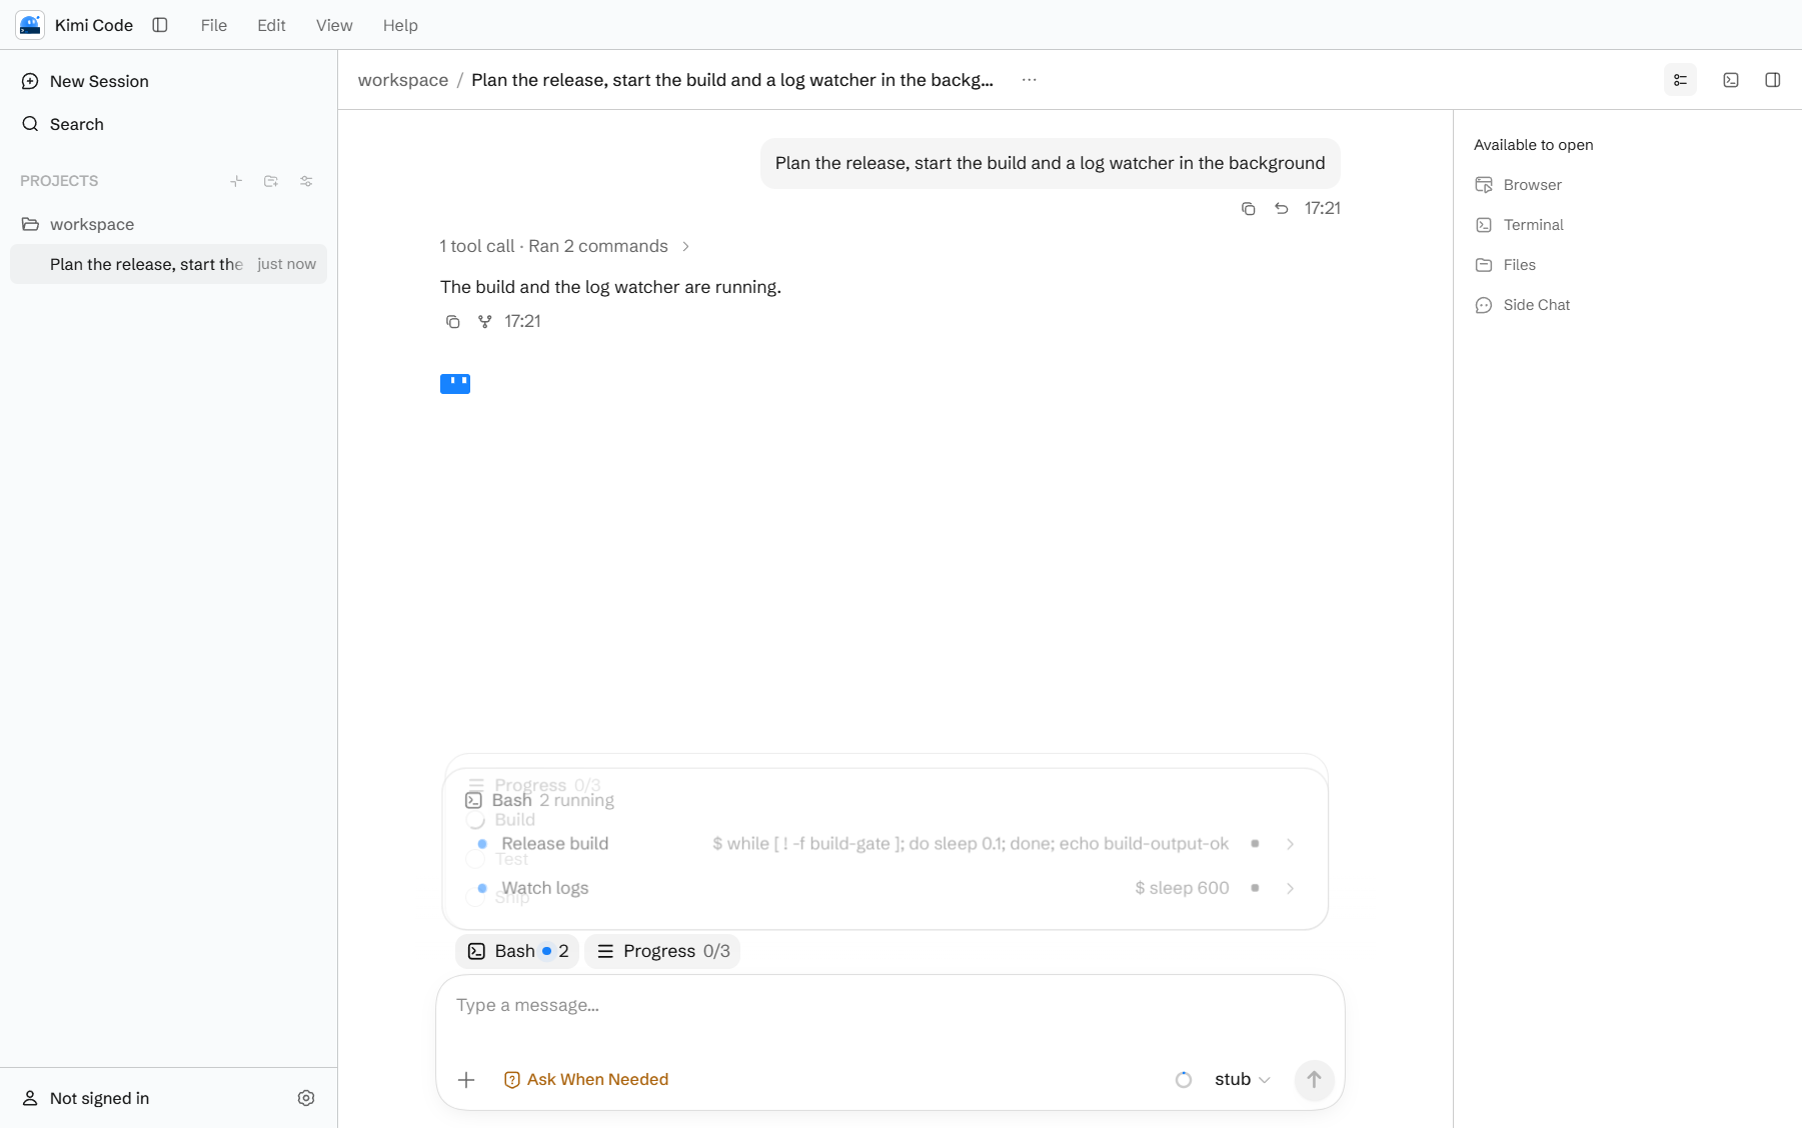 Kimi Code File Edit View Help
New Session
Search
PROJECTS
workspace
Plan the release, start the just now
Not signed in
workspace / Plan the release, start the build and a log watcher in the backg... ···
Plan the release, start the build and a log watcher in the background
17:21
1 tool call · Ran 2 commands
The build and the log watcher are running.
17:21
Progress 0/3
Bash 2 running
Build
Release build $ while [ ! -f build-gate ]; do sleep 0.1; done; echo build-output-ok
Test
Watch logs $ sleep 600
Ship
Bash 2 Progress 0/3
Type a message...
Ask When Needed stub
Available to open
Browser
Terminal
Files
Side Chat